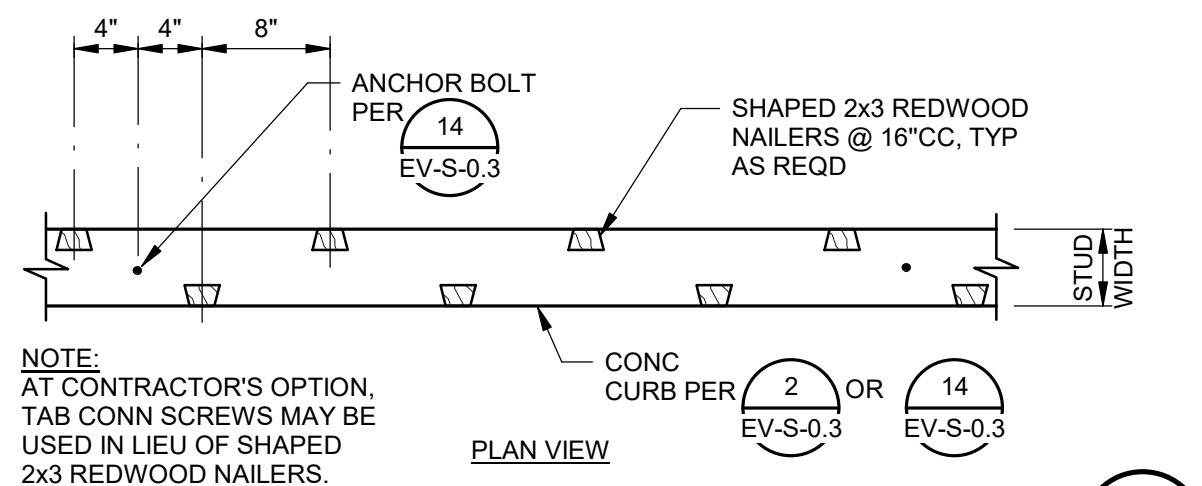 4" 4" 8"
ANCHOR BOLT
PER
14
EV-S-0.3
SHAPED 2x3 REDWOOD
NAILERS @ 16"CC, TYP
AS REQD
STUD
WIDTH
NOTE:
AT CONTRACTOR'S OPTION,
TAB CONN SCREWS MAY BE
USED IN LIEU OF SHAPED
2x3 REDWOOD NAILERS.
CONC
CURB PER
2
EV-S-0.3
OR
14
EV-S-0.3
PLAN VIEW